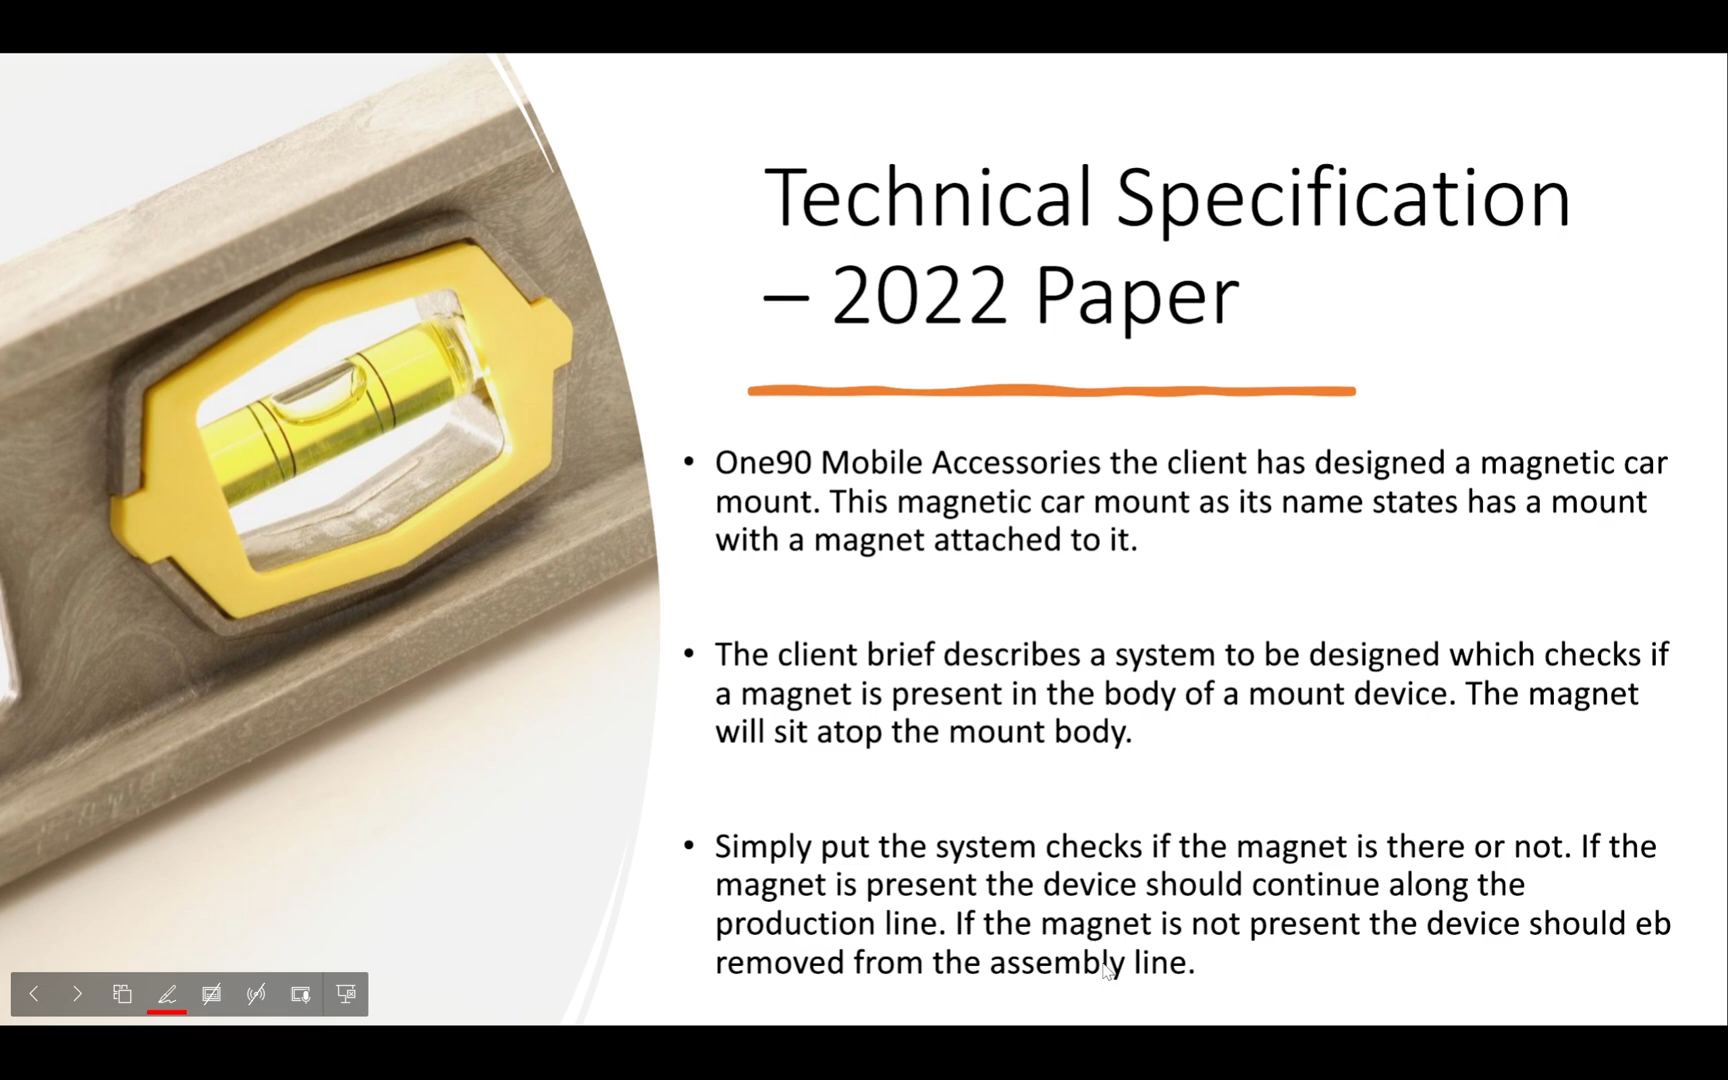 Technical Specification
– 2022 Paper
• One90 Mobile Accessories the client has designed a magnetic car
mount. This magnetic car mount as its name states has a mount
with a magnet attached to it.
• The client brief describes a system to be designed which checks if
a magnet is present in the body of a mount device. The magnet
will sit atop the mount body.
• Simply put the system checks if the magnet is there or not. If the
magnet is present the device should continue along the
production line. If the magnet is not present the device should eb
removed from the assembly line.